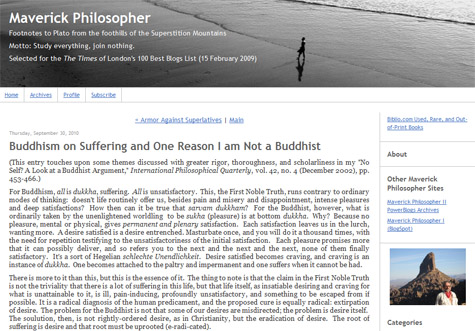 Maverick Philosopher
Footnotes to Plato from the foothills of the Superstition Mountains
Motto: Study everything, join nothing.
Selected for the The Times of London's 100 Best Blogs List (15 February 2009)
Home Archives Profile Subscribe
« Armor Against Superlatives | Main
Thursday, September 30, 2010
Buddhism on Suffering and One Reason I am Not a Buddhist
(This entry touches upon some themes discussed with greater rigor, thoroughness, and scholarliness in my "No
Self? A Look at a Buddhist Argument," International Philosophical Quarterly, vol. 42, no. 4 (December 2002), pp.
453-466.)
For Buddhism, all is dukkha, suffering. All is unsatisfactory. This, the First Noble Truth, runs contrary to ordinary
modes of thinking: doesn't life routinely offer us, besides pain and misery and disappointment, intense pleasures
and deep satisfactions? How then can it be true that sarvam dukkham? For the Buddhist, however, what is
ordinarily taken by the unenlightened worldling to be sukha (pleasure) is at bottom dukkha. Why? Because no
pleasure, mental or physical, gives permanent and plenary satisfaction. Each satisfaction leaves us in the lurch,
wanting more. A desire satisfied is a desire entrenched. Masturbate once, and you will do it a thousand times, with
the need for repetition testifying to the unsatisfactoriness of the initial satisfaction. Each pleasure promises more
that it can possibly deliver, and so refers you to the next and the next and the next, none of them finally
satisfactory. It's a sort of Hegelian schlechte Unendlichkeit. Desire satisfied becomes craving, and craving is an
instance of dukkha. One becomes attached to the paltry and impermanent and one suffers when it cannot be had.
There is more to it than this, but this is the essence of it. The thing to note is that the claim in the First Noble Truth
is not the triviality that there is a lot of suffering in this life, but that life itself, as insatiable desiring and craving for
what is unattainable to it, is ill, pain-inducing, profoundly unsatisfactory, and something to be escaped from if
possible. It is a radical diagnosis of the human predicament, and the proposed cure is equally radical: extirpation
of desire. The problem for the Buddhist is not that some of our desires are misdirected; the problem is desire itself.
The soulution, then, is not rightly-ordered desire, as in Christianity, but the eradication of desire. The root of
suffering is desire and that root must be uprooted (e-radi-cated).
Biblio.com Used, Rare, and Out-
of-Print Books
About
Other Maverick
Philosopher Sites
Maverick Philosopher II
PowerBlogs Archives
Maverick Philosopher I
(BlogSpot)
Categories